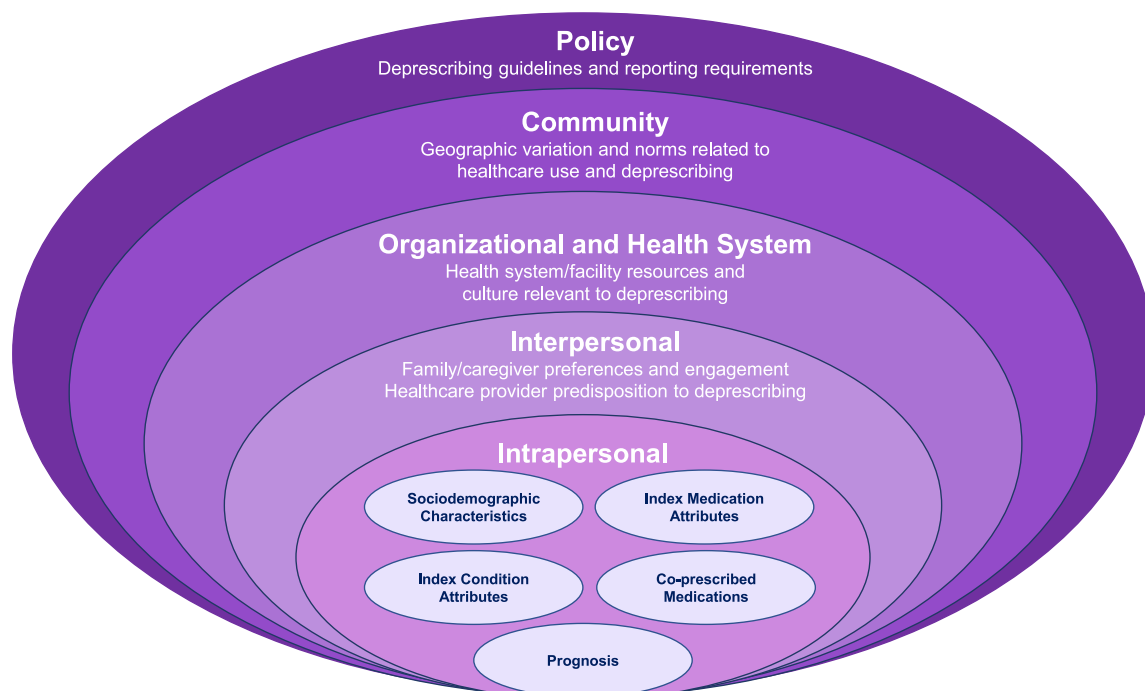 Policy
Deprescribing guidelines and reporting requirements
Community
Geographic variation and norms related to
healthcare use and deprescribing
Organizational and Health System
Health system/facility resources and
culture relevant to deprescribing
Interpersonal
Family/caregiver preferences and engagement
Healthcare provider predisposition to deprescribing
Intrapersonal
Sociodemographic
Characteristics
Index Medication
Attributes
Index Condition
Attributes
Co-prescribed
Medications
Prognosis